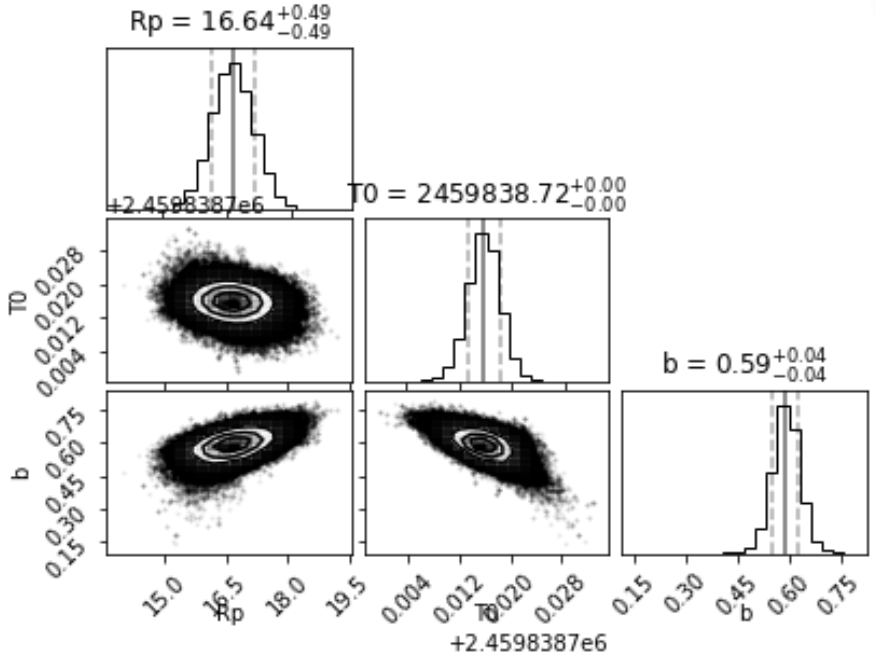 Rp = 16.64+0.49
−0.49
T0 = 2459838.72+0.00
−0.00
+2.4598387e6
0.028
0.020
0.012
0.004
T0
b = 0.59+0.04
−0.04
0.75
0.60
0.45
0.30
0.15
b
15.0 16.5 18.0 19.5
Rp
0.004 0.012 0.020 0.028
T0
+2.4598387e6
0.15 0.30 0.45 0.60 0.75
b